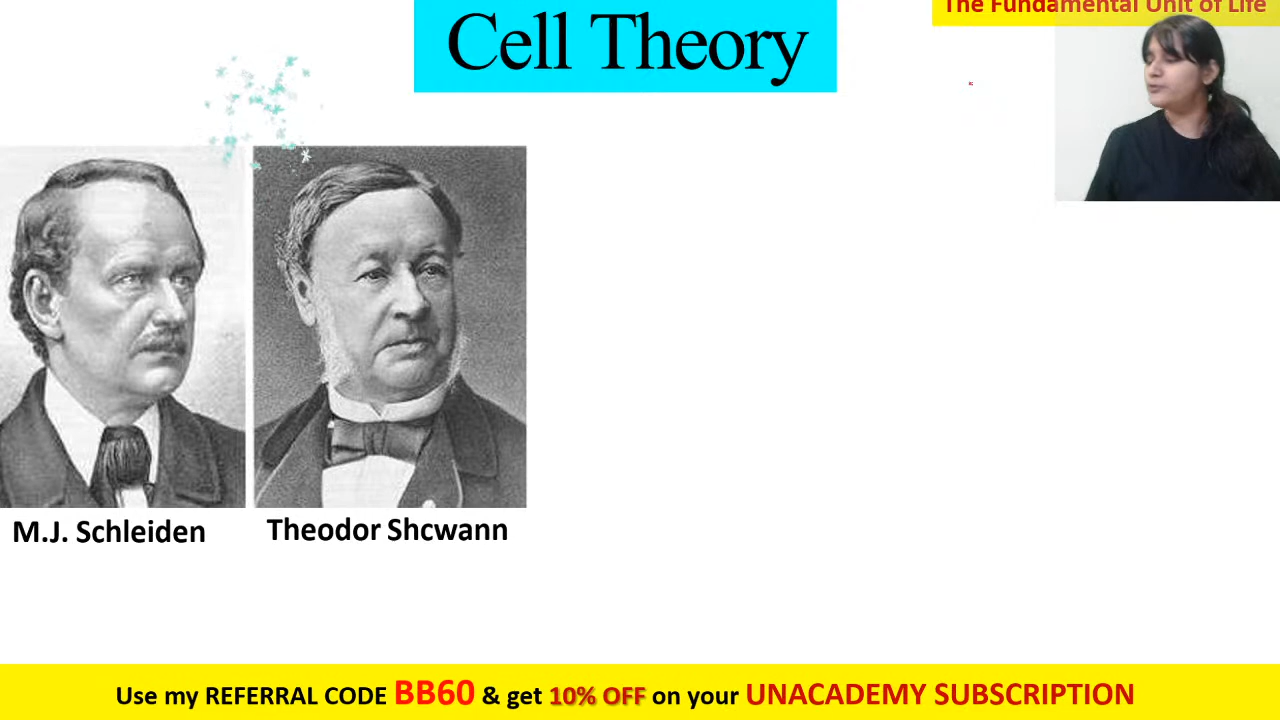 The Fundamental Unit of Life
Cell Theory
M.J. Schleiden
Theodor Shcwann
Use my REFERRAL CODE BB60 & get 10% OFF on your UNACADEMY SUBSCRIPTION